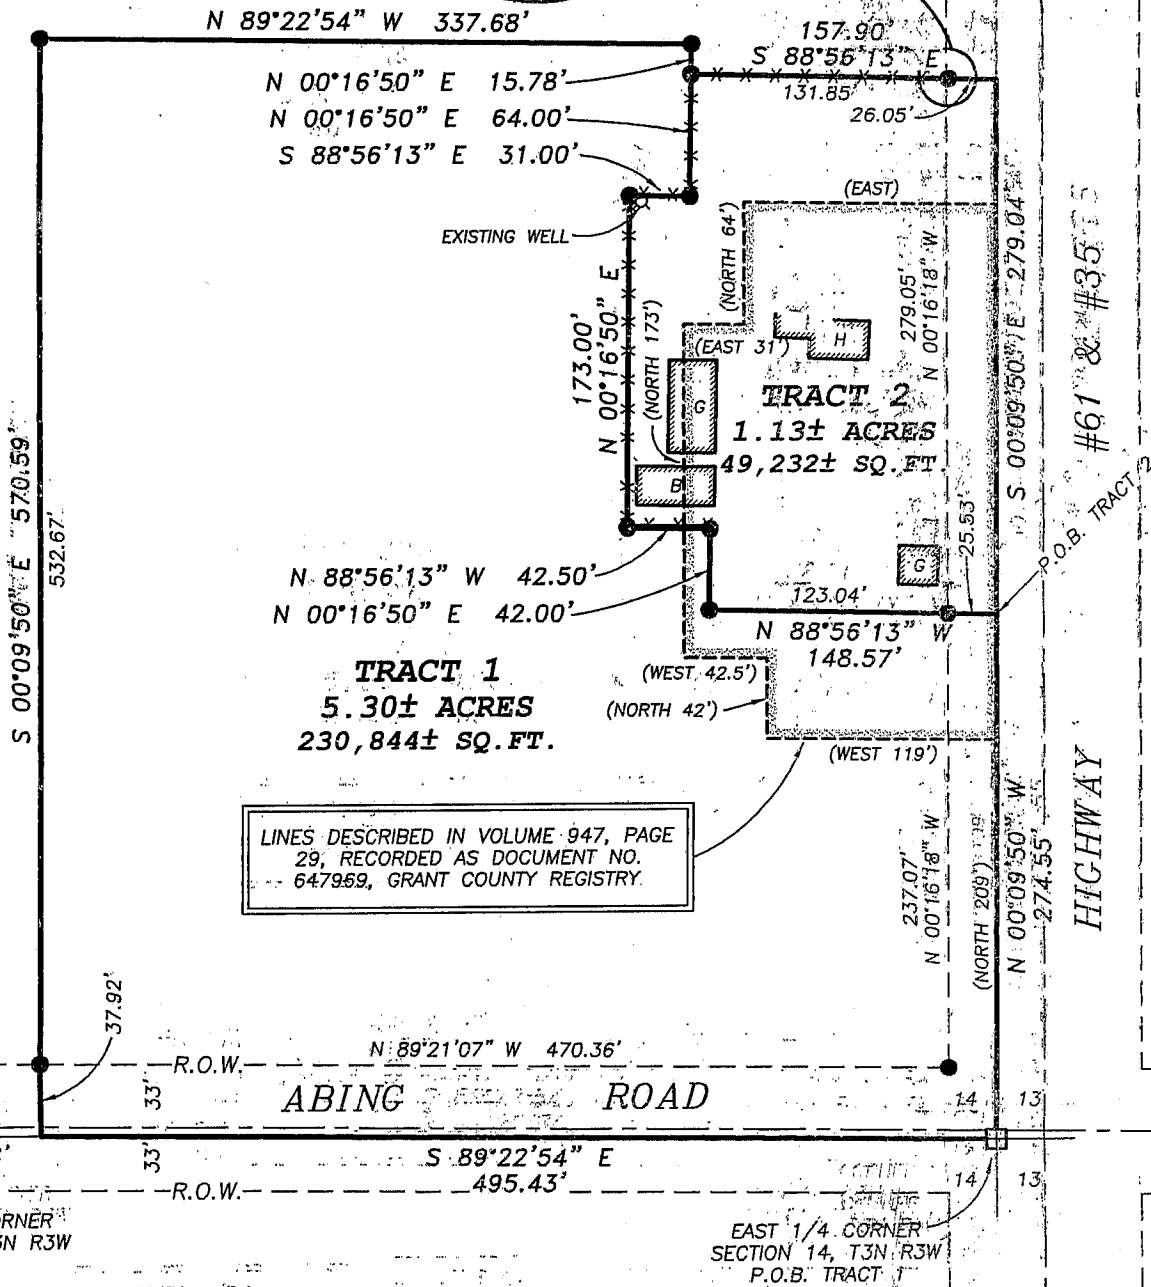 N 89°22'54" W 337.68'
157.90'
S 88°56'13" E
131.85'
26.05'
N 00°16'50" E 15.78'
N 00°16'50" E 64.00'
S 88°56'13" E 31.00'
EXISTING WELL
(EAST)
(NORTH 64')
(EAST 31')
(NORTH 173')
173.00'
N 00°16'50" E
279.05'
N 00°16'18" W
S 00°09'50" E 279.04'
#61 & #35
H
G
B
G
TRACT 2
1.13± ACRES
49,232± SQ.FT.
25.53'
P.O.B. TRACT 2
S 00°09'50" E 570.59'
532.67'
N 88°56'13" W 42.50'
N 00°16'50" E 42.00'
123.04'
N 88°56'13" W
148.57'
(WEST 42.5')
(NORTH 42')
(WEST 119')
TRACT 1
5.30± ACRES
230,844± SQ.FT.
LINES DESCRIBED IN VOLUME 947, PAGE
29, RECORDED AS DOCUMENT NO.
647969, GRANT COUNTY REGISTRY.
237.07'
N 00°16'18" W
(NORTH 209')
N 00°09'50" W
274.55'
HIGHWAY
37.92'
N 89°21'07" W 470.36'
R.O.W.
33'
ABING ROAD
14 13
33'
S 89°22'54" E
495.43'
14 13
R.O.W.
RNER
3N R3W
EAST 1/4 CORNER
SECTION 14, T3N R3W
P.O.B. TRACT 1